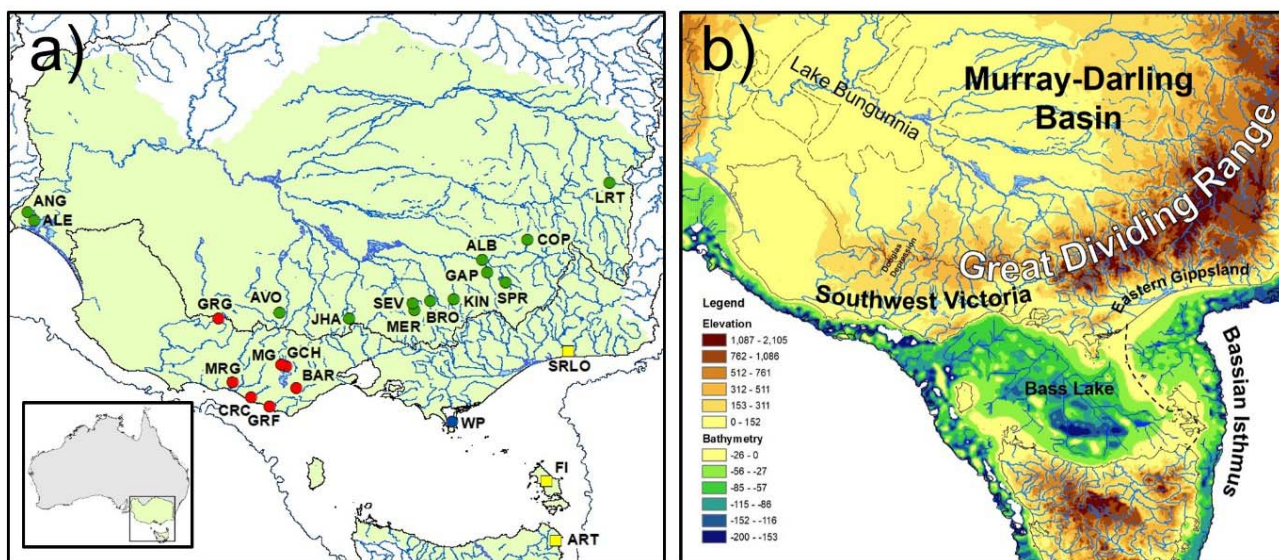 a)
ANG
ALE
LRT
COP
ALB
GAP
SPR
SEV
KIN
BRO
MER
GRG
AVO
JHA
MG
GCH
MRG
BAR
CRC
GRF
SRLO
WP
FI
ART
b)
Lake Bungunnia
Murray-Darling
Basin
Great Dividing Range
Douglas
Depression
Southwest Victoria
Eastern Gippsland
Bassian Isthmus
Bass Lake
Legend
Elevation
1,087 - 2,105
762 - 1,086
512 - 761
312 - 511
153 - 311
0 - 152
Bathymetry
-26 - 0
-56 - -27
-85 - -57
-115 - -86
-152 - -116
-200 - -153